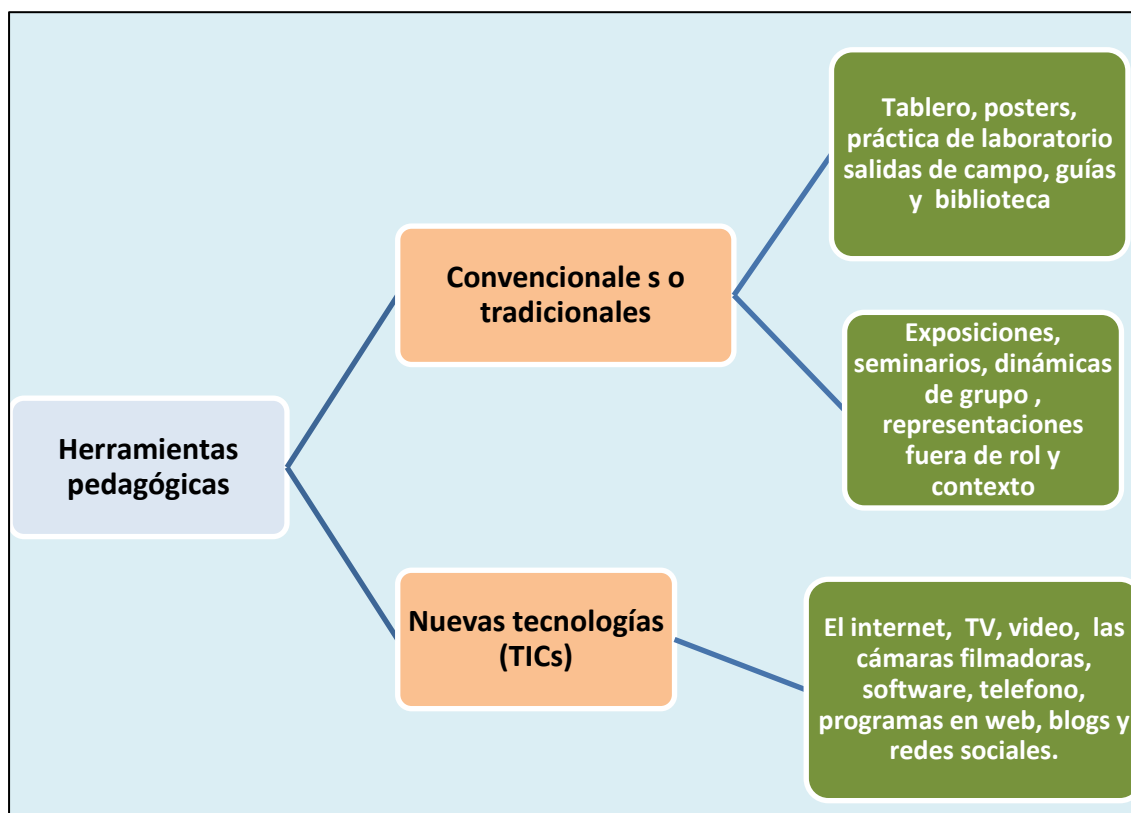 Herramientas
pedagógicas
Convencionale s o
tradicionales
Tablero, posters,
práctica de laboratorio
salidas de campo, guías
y biblioteca
Exposiciones,
seminarios, dinámicas
de grupo ,
representaciones
fuera de rol y
contexto
Nuevas tecnologías
(TICs)
El internet, TV, video, las
cámaras filmadoras,
software, telefono,
programas en web, blogs y
redes sociales.